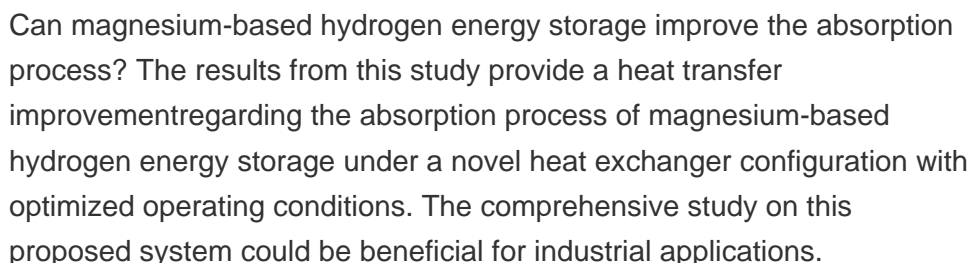 Can magnesium-based hydrogen energy storage improve the absorption
process? The results from this study provide a heat transfer
improvementregarding the absorption process of magnesium-based
hydrogen energy storage under a novel heat exchanger configuration with
optimized operating conditions. The comprehensive study on this
proposed system could be beneficial for industrial applications.